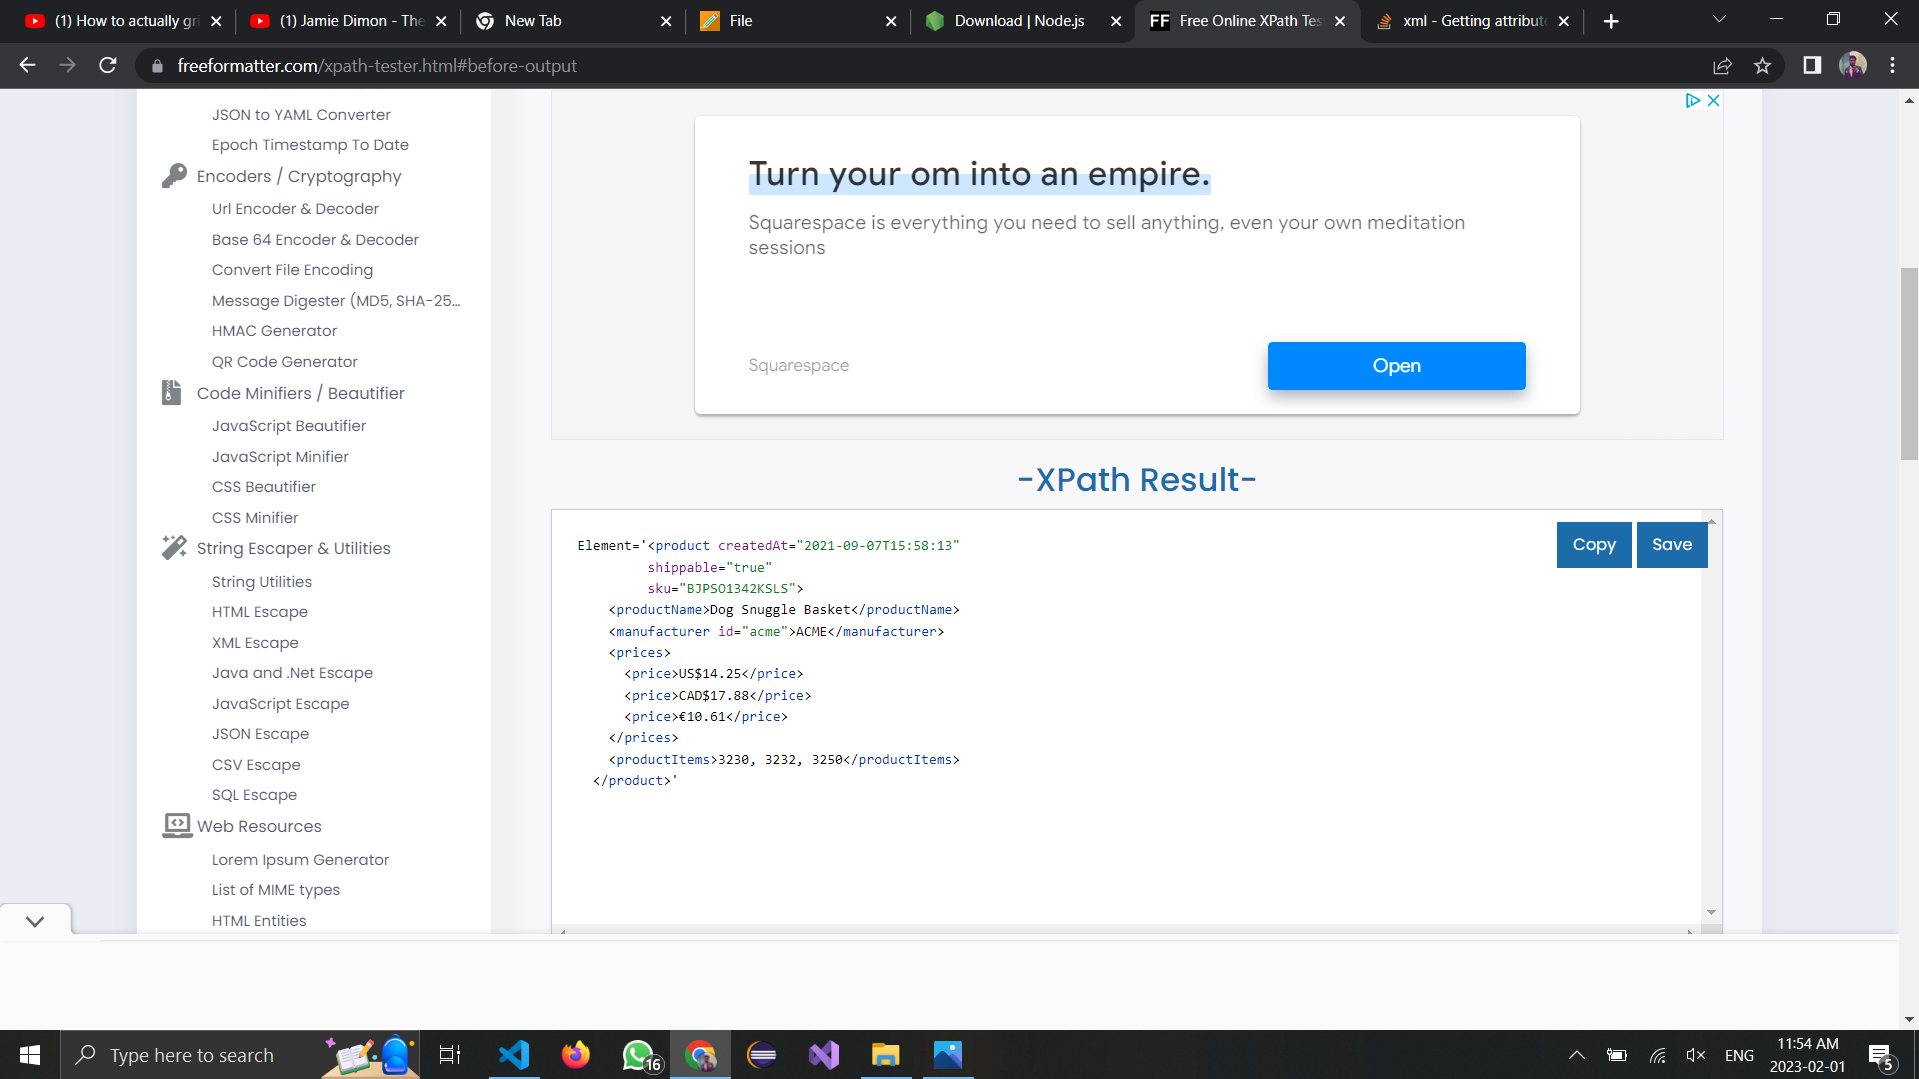 (1) How to actually gri
(1) Jamie Dimon - The
New Tab
File
Download | Node.js
FF Free Online XPath Tes
xml - Getting attribute
freeformatter.com/xpath-tester.html#before-output
JSON to YAML Converter
Epoch Timestamp To Date
Encoders / Cryptography
Url Encoder & Decoder
Base 64 Encoder & Decoder
Convert File Encoding
Message Digester (MD5, SHA-25...
HMAC Generator
QR Code Generator
Code Minifiers / Beautifier
JavaScript Beautifier
JavaScript Minifier
CSS Beautifier
CSS Minifier
String Escaper & Utilities
String Utilities
HTML Escape
XML Escape
Java and .Net Escape
JavaScript Escape
JSON Escape
CSV Escape
SQL Escape
Web Resources
Lorem Ipsum Generator
List of MIME types
HTML Entities
Turn your om into an empire.
Squarespace is everything you need to sell anything, even your own meditation
sessions
Squarespace
Open
-XPath Result-
Copy
Save
Element='<product createdAt="2021-09-07T15:58:13"
shippable="true"
sku="BJPSO1342KSLS">
<productName>Dog Snuggle Basket</productName>
<manufacturer id="acme">ACME</manufacturer>
<prices>
<price>US$14.25</price>
<price>CAD$17.88</price>
<price>€10.61</price>
</prices>
<productItems>3230, 3232, 3250</productItems>
</product>'
Type here to search
16
ENG
11:54 AM
2023-02-01
5